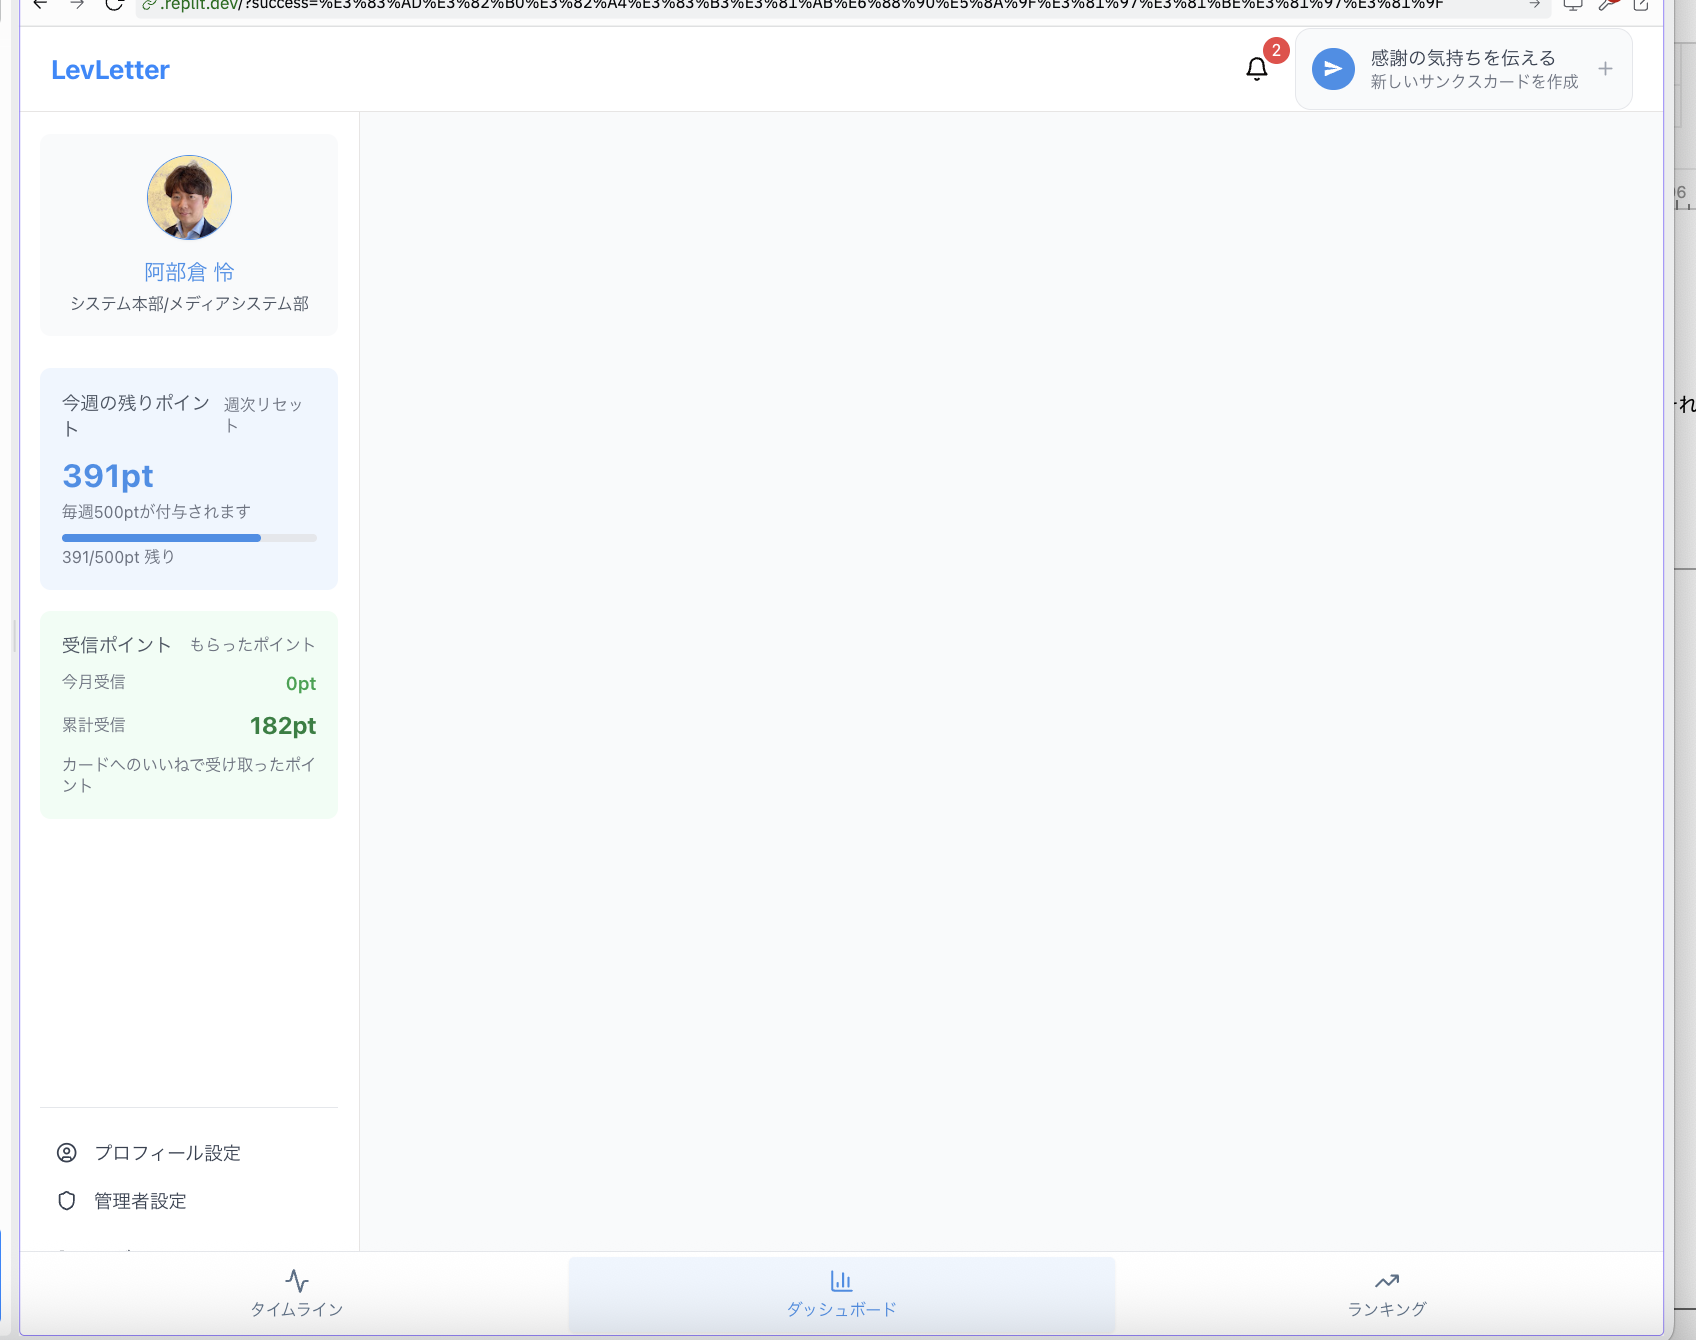 .replit.dev/?success=%E3%83%AD%E3%82%B0%E3%82%A4%E3%83%B3%E3%81%AB%E6%88%90%E5%8A%9F%E3%81%97%E3%81%BE%E3%81%97%E3%81%9F
LevLetter
2
感謝の気持ちを伝える
新しいサンクスカードを作成
阿部倉 怜
システム本部/メディアシステム部
今週の残りポイント
週次リセット
391pt
毎週500ptが付与されます
391/500pt 残り
受信ポイント もらったポイント
今月受信 0pt
累計受信 182pt
カードへのいいねで受け取ったポイ
ント
プロフィール設定
管理者設定
タイムライン
ダッシュボード
ランキング